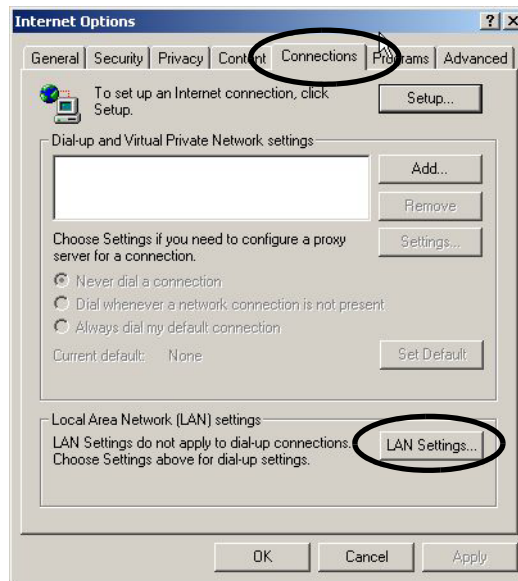 Internet Options
General Security Privacy Content Connections Programs Advanced
To set up an Internet connection, click
Setup.
Setup...
Dial-up and Virtual Private Network settings
Add...
Remove
Choose Settings if you need to configure a proxy
server for a connection.
Settings...
Never dial a connection
Dial whenever a network connection is not present
Always dial my default connection
Current default: None
Set Default
Local Area Network (LAN) settings
LAN Settings do not apply to dial-up connections.
Choose Settings above for dial-up settings.
LAN Settings...
OK Cancel Apply